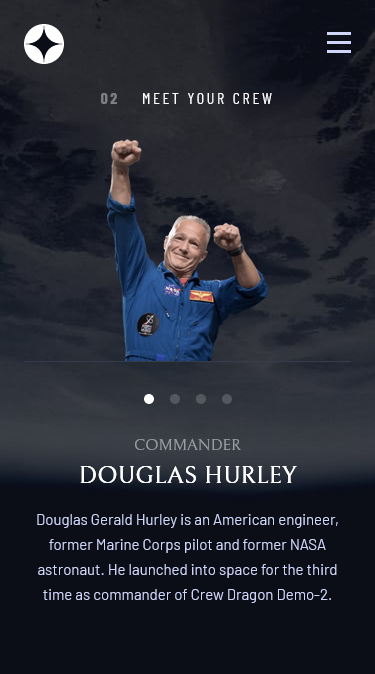 02 MEET YOUR CREW
NASA
COMMANDER
DOUGLAS HURLEY
Douglas Gerald Hurley is an American engineer,
former Marine Corps pilot and former NASA
astronaut. He launched into space for the third
time as commander of Crew Dragon Demo-2.